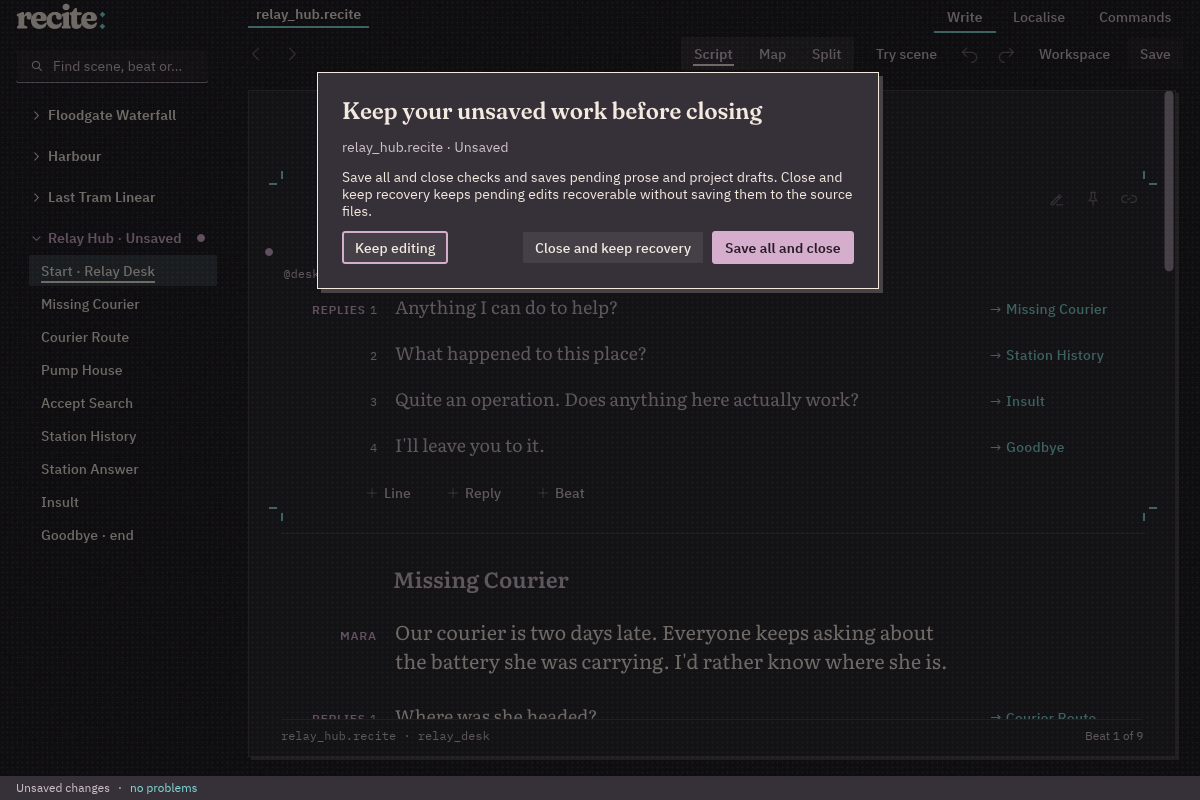 recite:
relay_hub.recite
Write
Localise
Commands
Find scene, beat or...
Script
Map
Split
Try scene
Workspace
Save
Floodgate Waterfall
Harbour
Last Tram Linear
Relay Hub · Unsaved
Start · Relay Desk
Missing Courier
Courier Route
Pump House
Accept Search
Station History
Station Answer
Insult
Goodbye · end
Keep your unsaved work before closing
relay_hub.recite · Unsaved
Save all and close checks and saves pending prose and project drafts. Close and
keep recovery keeps pending edits recoverable without saving them to the source
files.
Keep editing
Close and keep recovery
Save all and close
@desk
REPLIES 1 Anything I can do to help? → Missing Courier
2 What happened to this place? → Station History
3 Quite an operation. Does anything here actually work? → Insult
4 I'll leave you to it. → Goodbye
+ Line + Reply + Beat
Missing Courier
MARA Our courier is two days late. Everyone keeps asking about
the battery she was carrying. I'd rather know where she is.
REPLIES 1 Where was she headed? → Courier Route
relay_hub.recite · relay_desk
Beat 1 of 9
Unsaved changes · no problems